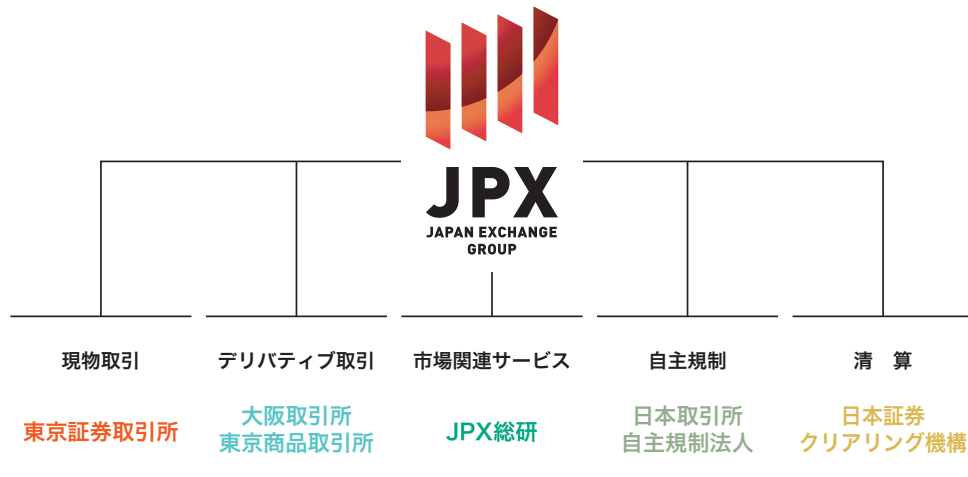 JPX
JAPAN EXCHANGE
GROUP
現物取引
東京証券取引所
デリバティブ取引
大阪取引所
東京商品取引所
市場関連サービス
JPX総研
自主規制
日本取引所
自主規制法人
清　算
日本証券
クリアリング機構